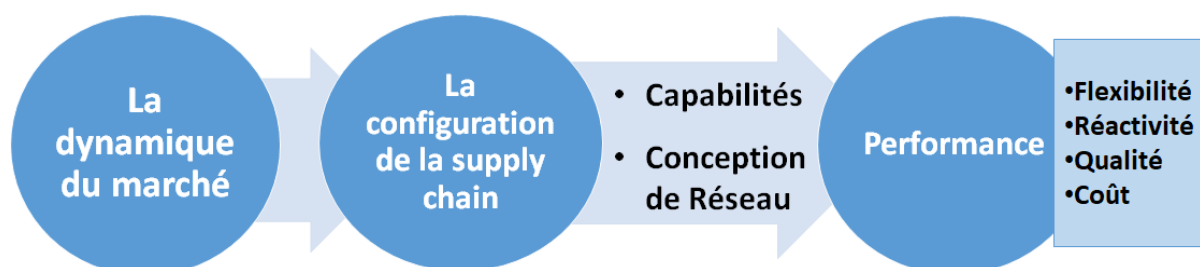 La
dynamique
du marché
La
configuration
de la supply
chain
• Capabilités
• Conception
de Réseau
Performance
•Flexibilité
•Réactivité
•Qualité
•Coût